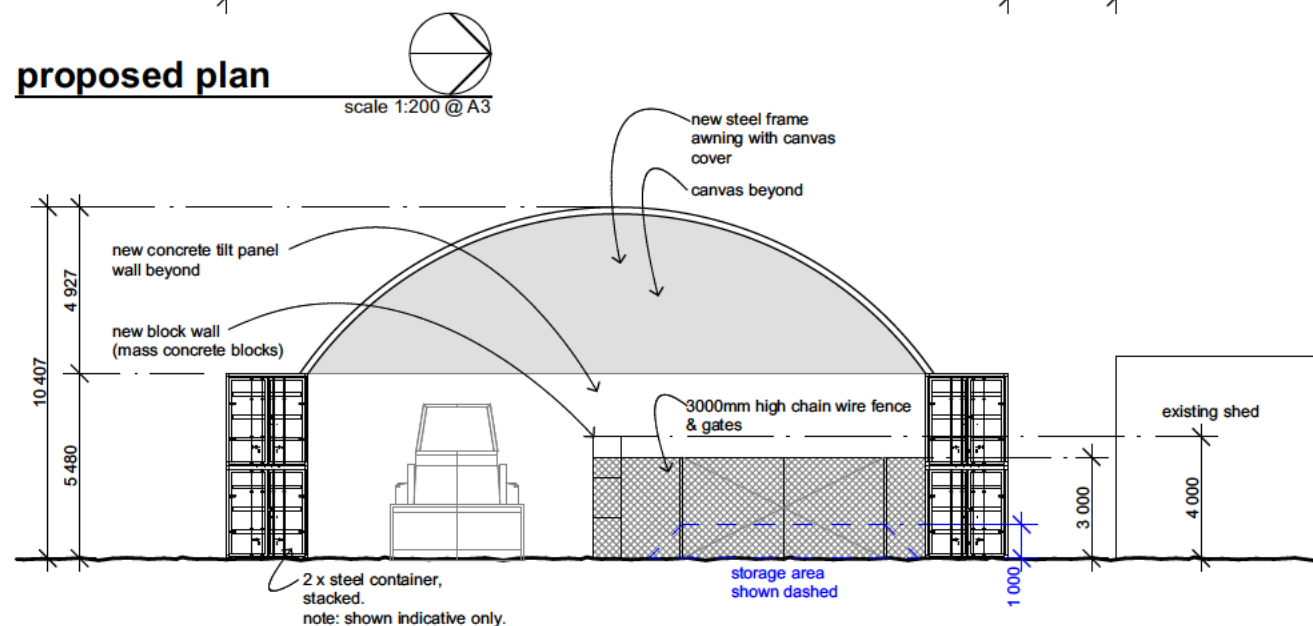 proposed plan
scale 1:200 @ A3
new steel frame
awning with canvas
cover
canvas beyond
new concrete tilt panel
wall beyond
new block wall
(mass concrete blocks)
4 927
10 407
5 480
3000mm high chain wire fence
& gates
existing shed
3 000
4 000
1 000
storage area
shown dashed
2 x steel container,
stacked.
note: shown indicative only.